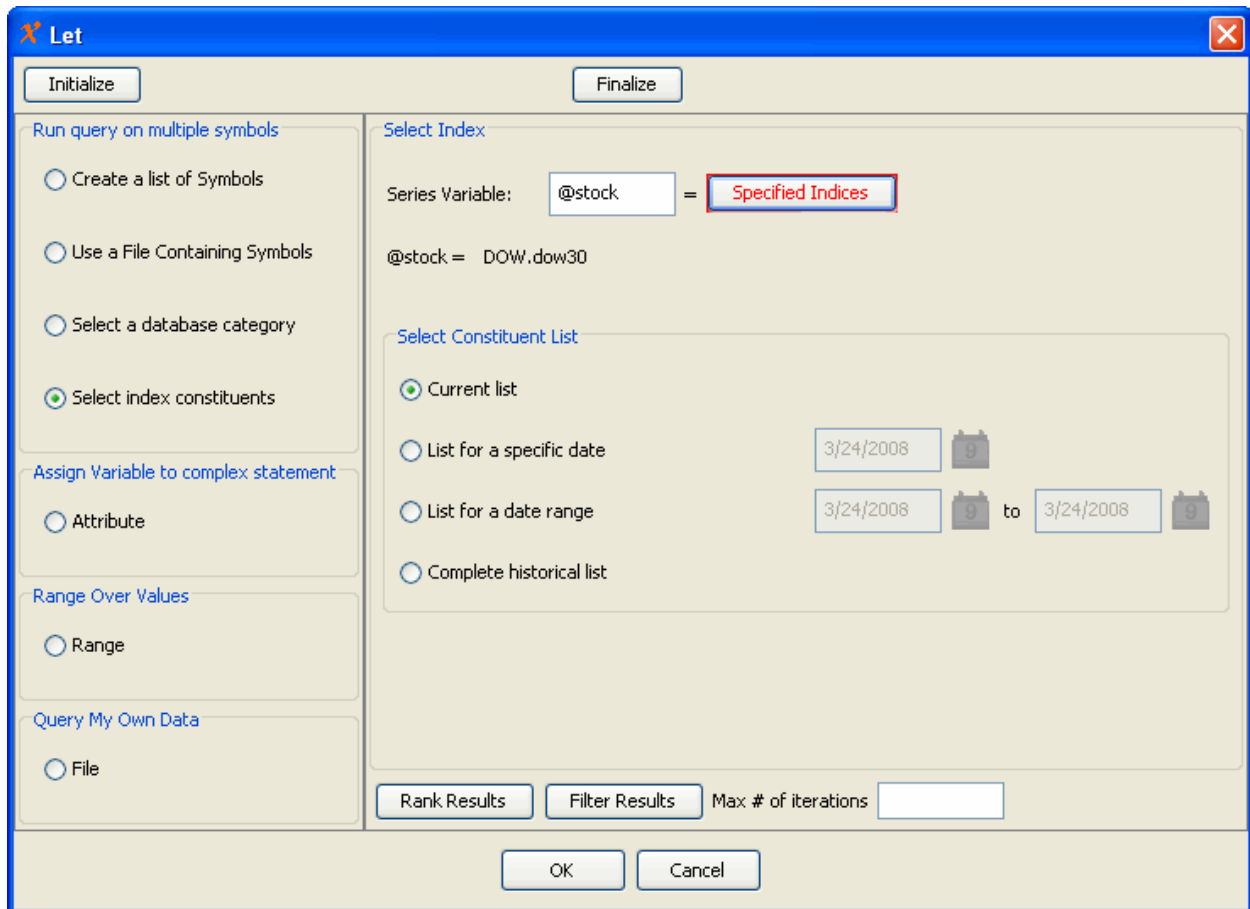 Let
Initialize
Finalize
Run query on multiple symbols
Create a list of Symbols
Use a File Containing Symbols
Select a database category
Select index constituents
Assign Variable to complex statement
Attribute
Range Over Values
Range
Query My Own Data
File
Select Index
Series Variable: @stock = Specified Indices
@stock = DOW.dow30
Select Constituent List
Current list
List for a specific date 3/24/2008 9
List for a date range 3/24/2008 9 to 3/24/2008 9
Complete historical list
Rank Results Filter Results Max # of iterations
OK Cancel